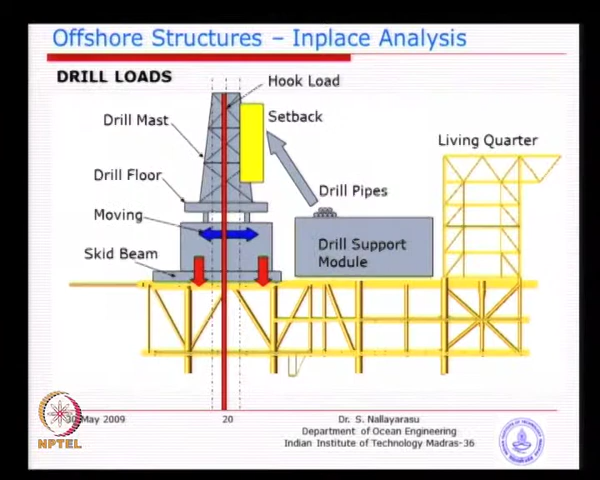 Offshore Structures – Inplace Analysis
DRILL LOADS
Hook Load
Drill Mast
Setback
Living Quarter
Drill Floor
Drill Pipes
Moving
Drill Support
Module
Skid Beam
30 May 2009
20
Dr. S. Nallayarasu
Department of Ocean Engineering
Indian Institute of Technology Madras-36
NPTEL